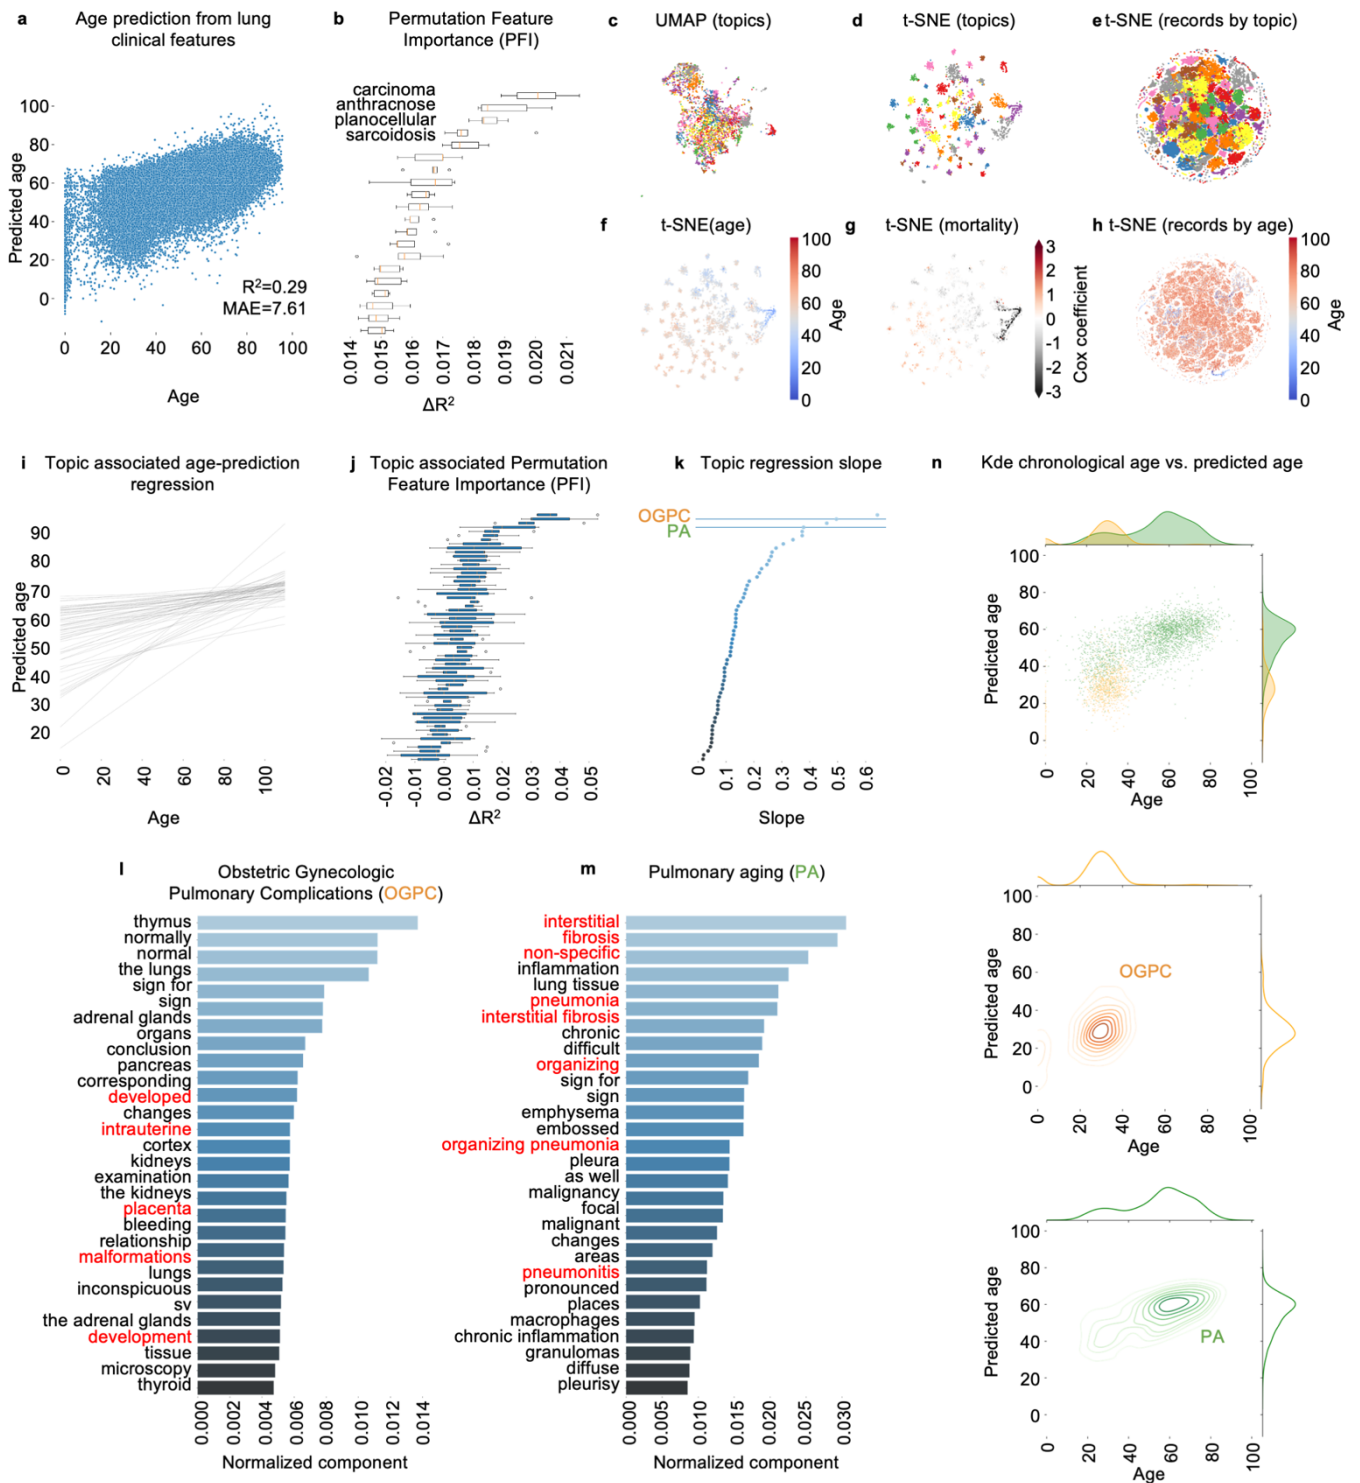 a Age prediction from lung
clinical features
Predicted age
100
80
60
40
20
0
R²=0.29
MAE=7.61
0 20 40 60 80 100
Age
b Permutation Feature
Importance (PFI)
carcinoma
anthracnose
planocellular
sarcoidosis
0.014 0.015 0.016 0.017 0.018 0.019 0.020 0.021
ΔR²
c UMAP (topics)
d t-SNE (topics)
e t-SNE (records by topic)
f t-SNE(age)
100
80
60
40
20
0
Age
g t-SNE (mortality)
3
2
1
0
-1
-2
-3
Cox coefficient
h t-SNE (records by age)
100
80
60
40
20
0
Age
i Topic associated age-prediction
regression
Predicted age
90
80
70
60
50
40
30
20
0 20 40 60 80 100
Age
j Topic associated Permutation
Feature Importance (PFI)
-0.02 -0.01 0.00 0.01 0.02 0.03 0.04 0.05
ΔR²
k Topic regression slope
OGPC
PA
0 0.1 0.2 0.3 0.4 0.5 0.6
Slope
n Kde chronological age vs. predicted age
Predicted age
100
80
60
40
20
0
0 20 40 60 80 100
Age
l Obstetric Gynecologic
Pulmonary Complications (OGPC)
thymus
normally
normal
the lungs
sign for
sign
adrenal glands
organs
conclusion
pancreas
corresponding
developed
changes
intrauterine
cortex
kidneys
examination
the kidneys
placenta
bleeding
relationship
malformations
lungs
inconspicuous
sv
the adrenal glands
development
tissue
microscopy
thyroid
0.000 0.002 0.004 0.006 0.008 0.010 0.012 0.014
Normalized component
m Pulmonary aging (PA)
interstitial
fibrosis
non-specific
inflammation
lung tissue
pneumonia
interstitial fibrosis
chronic
difficult
organizing
sign for
sign
emphysema
embossed
organizing pneumonia
pleura
as well
malignancy
focal
malignant
changes
areas
pneumonitis
pronounced
places
macrophages
chronic inflammation
granulomas
diffuse
pleurisy
0.000 0.005 0.010 0.015 0.020 0.025 0.030
Normalized component
Predicted age
100
80
60
40
20
0
OGPC
0 20 40 60 80 100
Age
Predicted age
100
80
60
40
20
0
PA
0 20 40 60 80 100
Age